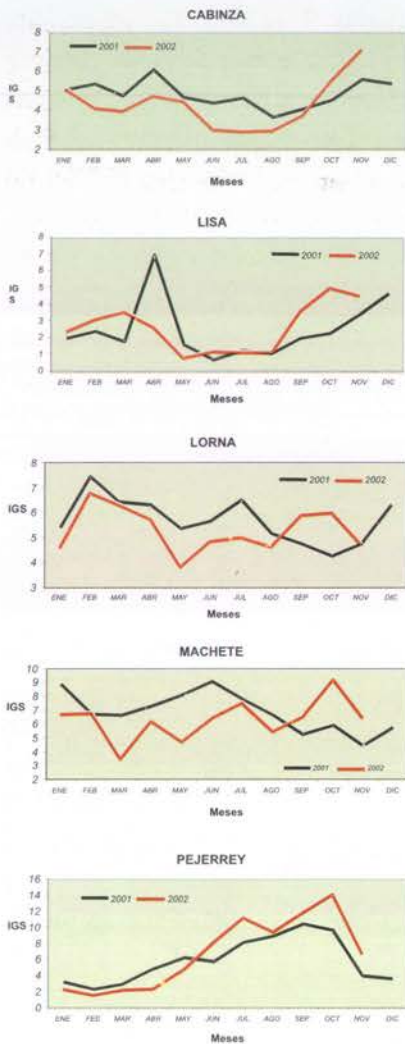 CABINZA
8
7
6
5
4
3
2
IG
S
2001
2002
ENE FEB MAR ABR MAY JUN JUL AGO SEP OCT NOV DIC
Meses
LISA
8
7
6
5
4
3
2
1
0
IG
S
2001
2002
ENE FEB MAR ABR MAY JUN JUL AGO SEP OCT NOV DIC
Meses
LORNA
8
7
6
5
4
3
IGS
2001
2002
ENE FEB MAR ABR MAY JUN JUL AGO SEP OCT NOV DIC
Meses
MACHETE
10
9
8
7
6
5
4
3
2
IGS
2001
2002
ENE FEB MAR ABR MAY JUN JUL AGO SEP OCT NOV DIC
Meses
PEJERREY
16
14
12
10
8
6
4
2
0
IGS
2001
2002
ENE FEB MAR ABR MAY JUN JUL AGO SEP OCT NOV DIC
Meses